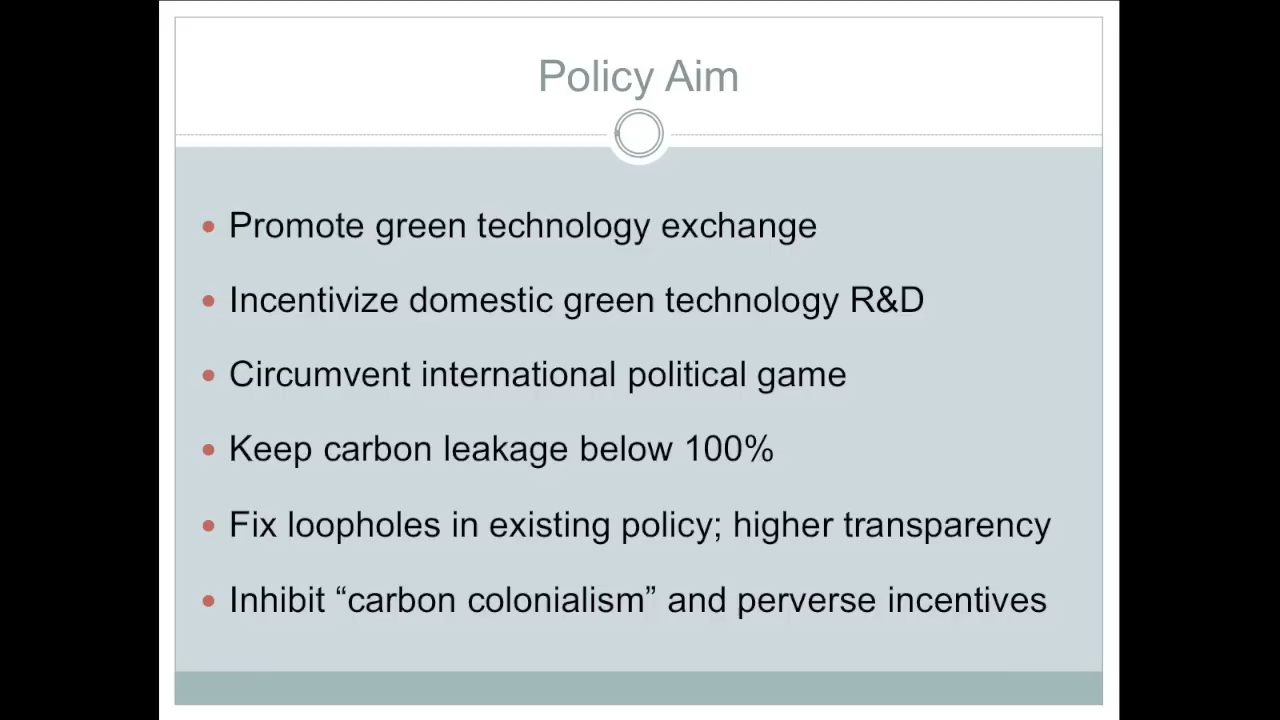 Policy Aim
Promote green technology exchange
Incentivize domestic green technology R&D
Circumvent international political game
Keep carbon leakage below 100%
Fix loopholes in existing policy; higher transparency
Inhibit “carbon colonialism” and perverse incentives